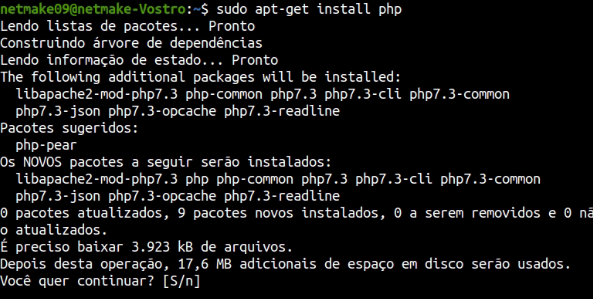 netmake09@netmake-Vostro:~$ sudo apt-get install php
Lendo listas de pacotes... Pronto
Construindo árvore de dependências
Lendo informação de estado... Pronto
The following additional packages will be installed:
  libapache2-mod-php7.3 php-common php7.3 php7.3-cli php7.3-common
  php7.3-json php7.3-opcache php7.3-readline
Pacotes sugeridos:
  php-pear
Os NOVOS pacotes a seguir serão instalados:
  libapache2-mod-php7.3 php php-common php7.3 php7.3-cli php7.3-common
  php7.3-json php7.3-opcache php7.3-readline
0 pacotes atualizados, 9 pacotes novos instalados, 0 a serem removidos e 0 nã
o atualizados.
É preciso baixar 3.923 kB de arquivos.
Depois desta operação, 17,6 MB adicionais de espaço em disco serão usados.
Você quer continuar? [S/n]